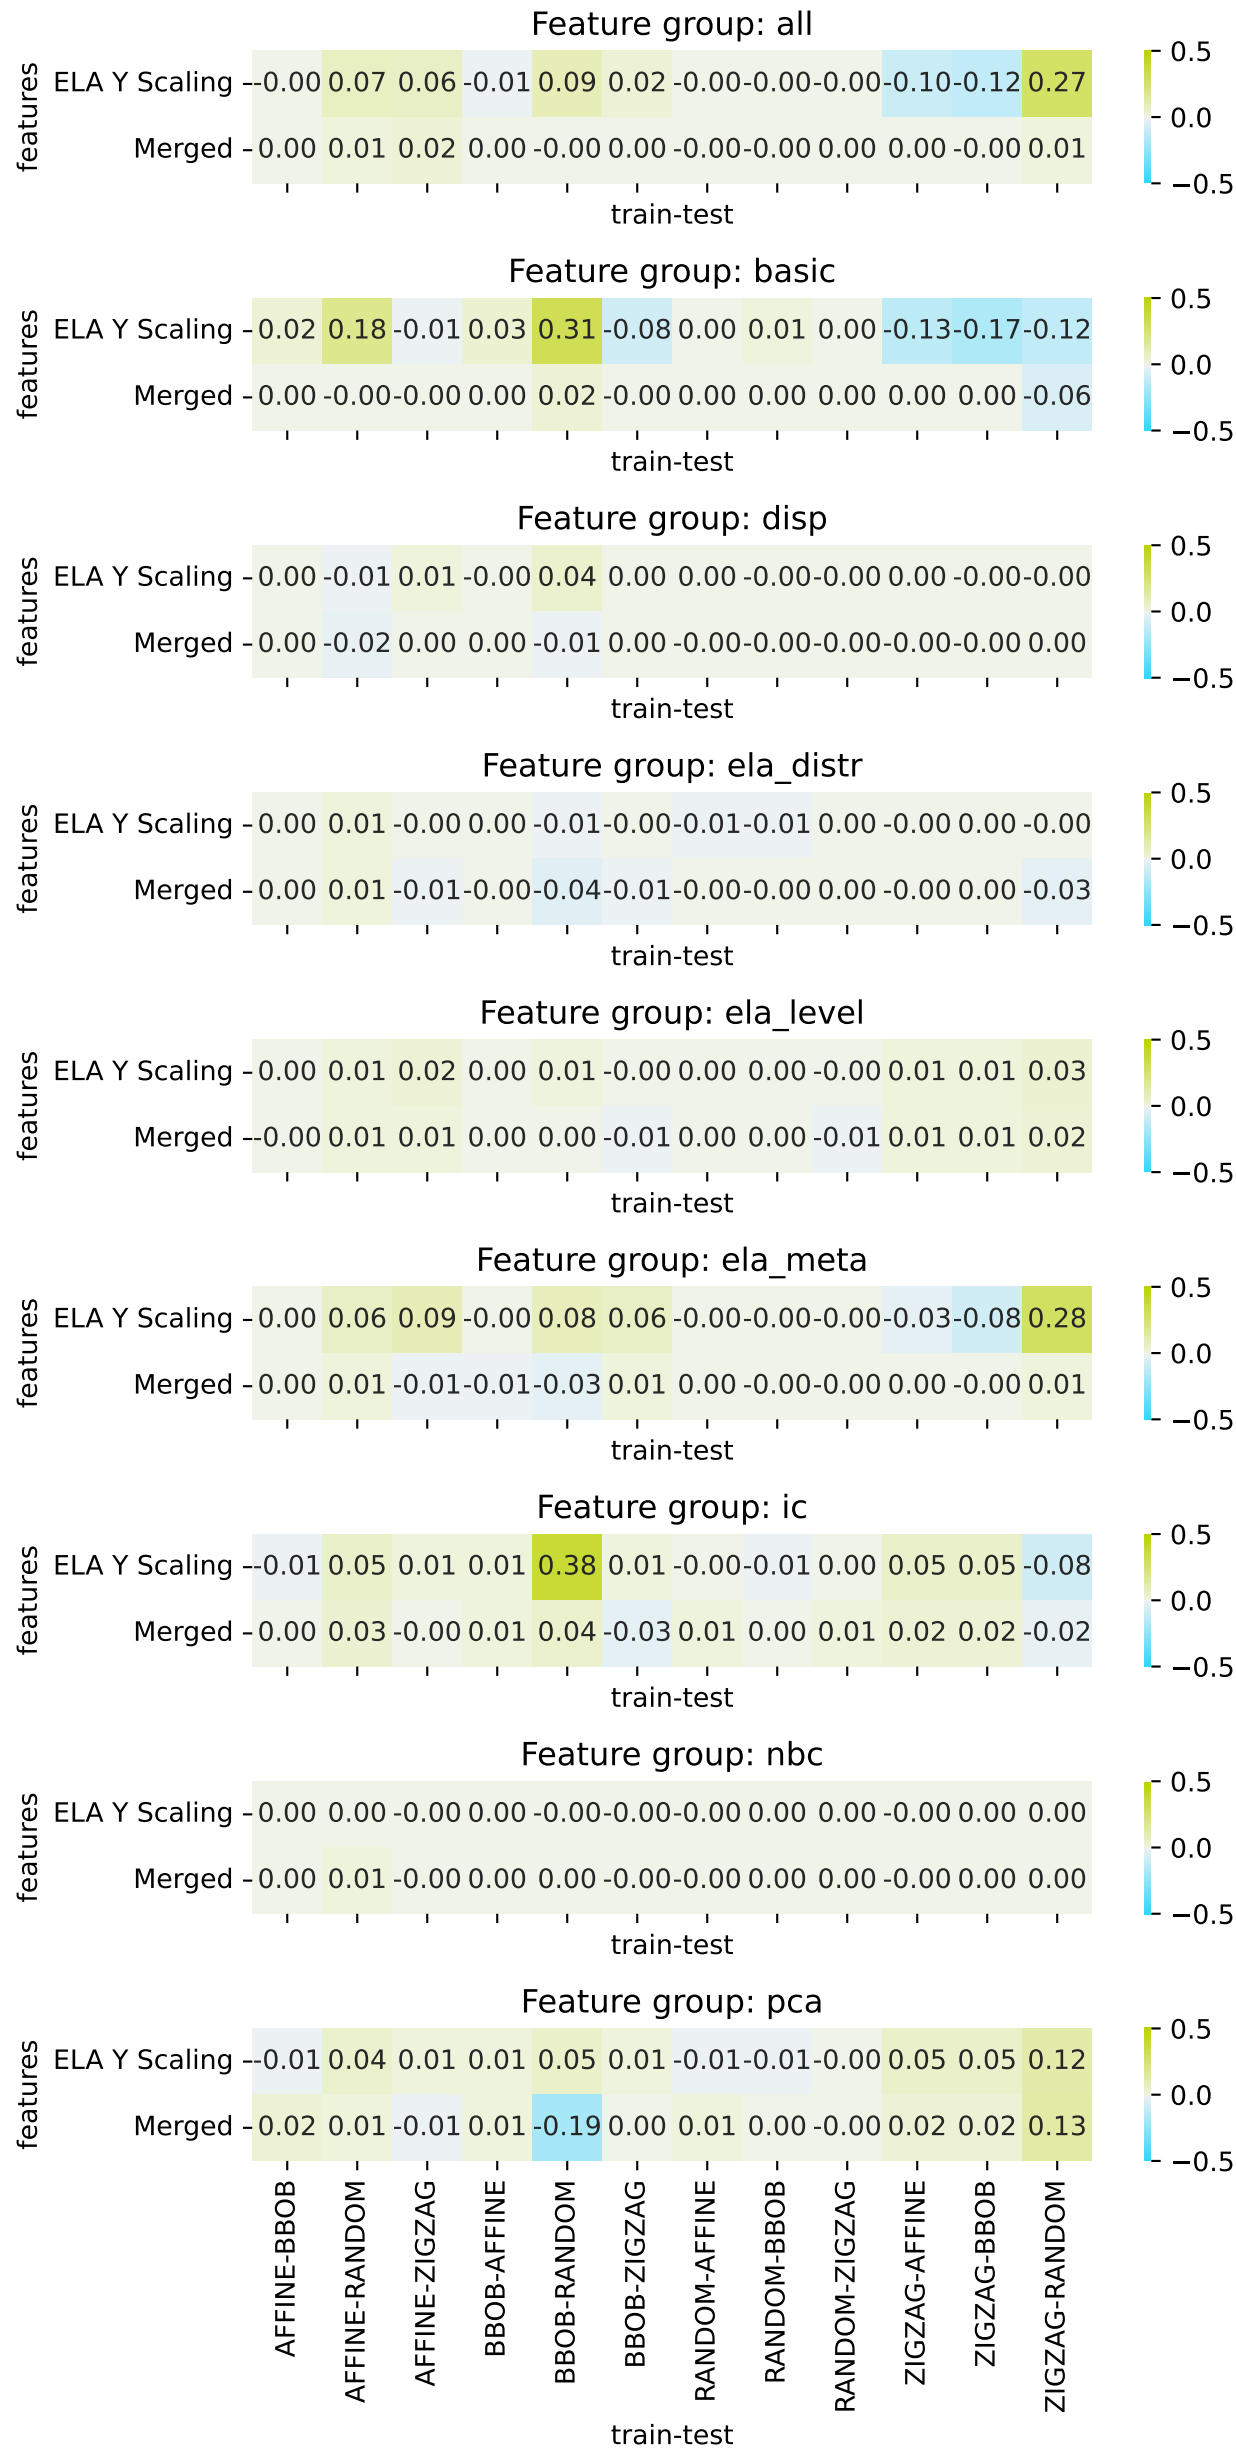 Feature group: all
features
ELA Y Scaling -0.00 0.07 0.06 -0.01 0.09 0.02 -0.00 -0.00 -0.00 -0.10 -0.12 0.27
Merged 0.00 0.01 0.02 0.00 -0.00 0.00 -0.00 -0.00 0.00 0.00 -0.00 0.01
train-test
0.5
0.0
−0.5
Feature group: basic
features
ELA Y Scaling 0.02 0.18 -0.01 0.03 0.31 -0.08 0.00 0.01 0.00 -0.13 -0.17 -0.12
Merged 0.00 -0.00 -0.00 0.00 0.02 -0.00 0.00 0.00 0.00 0.00 0.00 -0.06
train-test
0.5
0.0
−0.5
Feature group: disp
features
ELA Y Scaling 0.00 -0.01 0.01 -0.00 0.04 0.00 0.00 -0.00 -0.00 0.00 -0.00 -0.00
Merged 0.00 -0.02 0.00 0.00 -0.01 0.00 -0.00 -0.00 -0.00 -0.00 -0.00 0.00
train-test
0.5
0.0
−0.5
Feature group: ela_distr
features
ELA Y Scaling 0.00 0.01 -0.00 0.00 -0.01 -0.00 -0.01 -0.01 0.00 -0.00 0.00 -0.00
Merged 0.00 0.01 -0.01 -0.00 -0.04 -0.01 -0.00 -0.00 0.00 -0.00 0.00 -0.03
train-test
0.5
0.0
−0.5
Feature group: ela_level
features
ELA Y Scaling 0.00 0.01 0.02 0.00 0.01 -0.00 0.00 0.00 -0.00 0.01 0.01 0.03
Merged -0.00 0.01 0.01 0.00 0.00 -0.01 0.00 0.00 -0.01 0.01 0.01 0.02
train-test
0.5
0.0
−0.5
Feature group: ela_meta
features
ELA Y Scaling 0.00 0.06 0.09 -0.00 0.08 0.06 -0.00 -0.00 -0.00 -0.03 -0.08 0.28
Merged 0.00 0.01 -0.01 -0.01 -0.03 0.01 0.00 -0.00 -0.00 0.00 -0.00 0.01
train-test
0.5
0.0
−0.5
Feature group: ic
features
ELA Y Scaling -0.01 0.05 0.01 0.01 0.38 0.01 -0.00 -0.01 0.00 0.05 0.05 -0.08
Merged 0.00 0.03 -0.00 0.01 0.04 -0.03 0.01 0.00 0.01 0.02 0.02 -0.02
train-test
0.5
0.0
−0.5
Feature group: nbc
features
ELA Y Scaling 0.00 0.00 -0.00 0.00 -0.00 -0.00 -0.00 0.00 0.00 -0.00 0.00 0.00
Merged 0.00 0.01 -0.00 0.00 0.00 -0.00 -0.00 0.00 0.00 -0.00 0.00 0.00
train-test
0.5
0.0
−0.5
Feature group: pca
features
ELA Y Scaling -0.01 0.04 0.01 0.01 0.05 0.01 -0.01 -0.01 -0.00 0.05 0.05 0.12
Merged 0.02 0.01 -0.01 0.01 -0.19 0.00 0.01 0.00 -0.00 0.02 0.02 0.13
0.5
0.0
−0.5
AFFINE-BBOB
AFFINE-RANDOM
AFFINE-ZIGZAG
BBOB-AFFINE
BBOB-RANDOM
BBOB-ZIGZAG
RANDOM-AFFINE
RANDOM-BBOB
RANDOM-ZIGZAG
ZIGZAG-AFFINE
ZIGZAG-BBOB
ZIGZAG-RANDOM
train-test